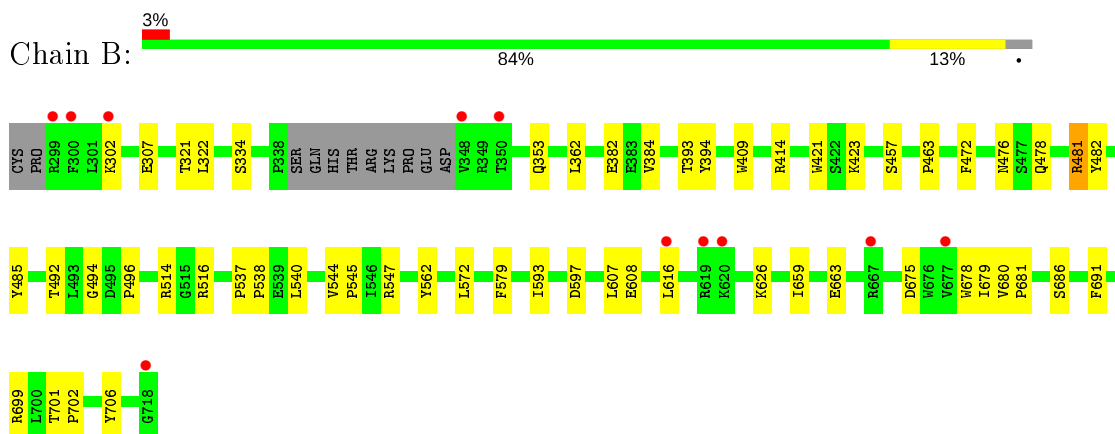 3%
Chain B:
84%
13%
•
CYS PRO R299 F300 L301 K302 E307 T321 L322 S334 P338 SER GLN HIS THR ARG LYS PRO GLU ASP V348 R349 T350 Q353 L362 E382 E383 V384 T393 Y394 W409 R414 W421 S422 K423 S457 P463 F472 N476 S477 Q478 R481 Y482
Y485 T492 L493 G494 D495 P496 R514 G515 R516 P537 P538 E539 L540 V544 P545 I546 R547 Y562 L572 F579 I593 D597 L607 E608 L616 R619 K620 K626 I659 E663 R667 D675 W676 V677 W678 I679 V680 P681 S686 F691
R699 L700 T701 P702 Y706 G718